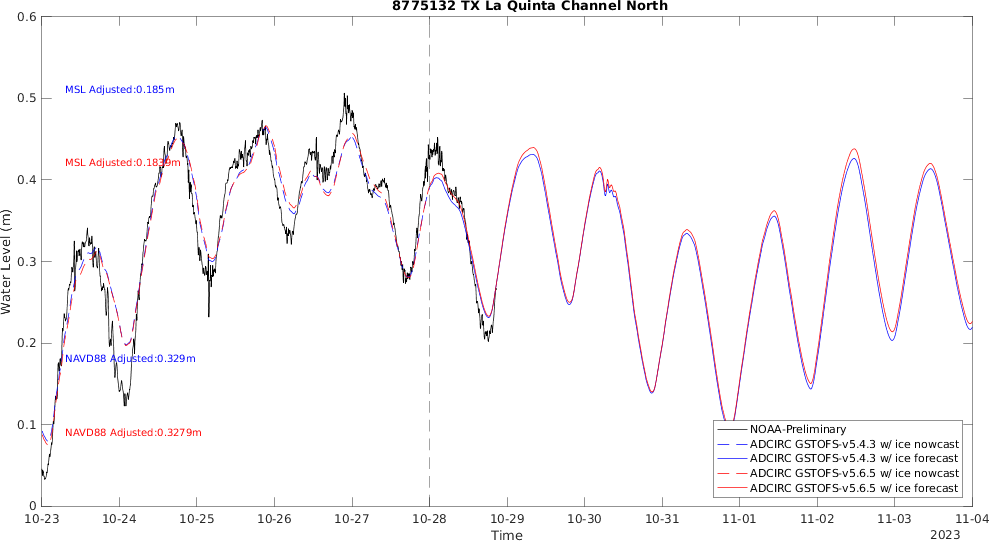 8775132 TX La Quinta Channel North
0.6
0.5
0.4
0.3
0.2
0.1
0
Water Level (m)
MSL Adjusted:0.185m
MSL Adjusted:0.1839m
NAVD88 Adjusted:0.329m
NAVD88 Adjusted:0.3279m
NOAA-Preliminary
ADCIRC GSTOFS-v5.4.3 w/ ice nowcast
ADCIRC GSTOFS-v5.4.3 w/ ice forecast
ADCIRC GSTOFS-v5.6.5 w/ ice nowcast
ADCIRC GSTOFS-v5.6.5 w/ ice forecast
10-23 10-24 10-25 10-26 10-27 10-28 10-29 10-30 10-31 11-01 11-02 11-03 11-04
Time
2023